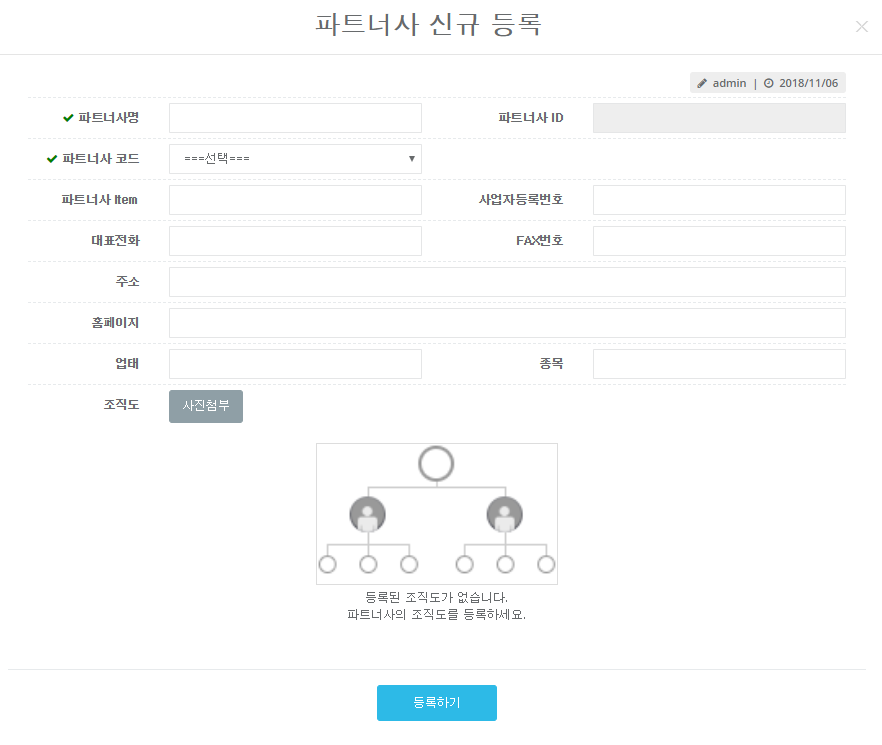 파트너사 신규 등록
admin | 2018/11/06
파트너사명
파트너사 ID
파트너사 코드
===선택===
파트너사 Item
사업자등록번호
대표전화
FAX번호
주소
홈페이지
업태
종목
조직도
사진첨부
등록된 조직도가 없습니다.
파트너사의 조직도를 등록하세요.
등록하기